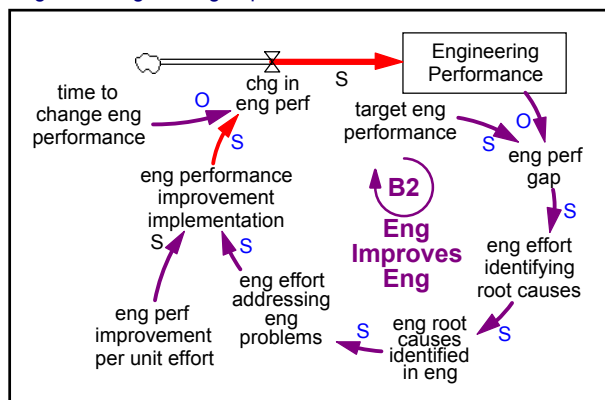 Engineering
Performance
S
chg in
eng perf
time to
change eng
performance
O
S
target eng
performance
S
O
eng perf
gap
B2
Eng
Improves
Eng
S
eng effort
identifying
root causes
S
eng root
causes
identified
in eng
S
eng effort
addressing
eng
problems
S
eng performance
improvement
implementation
S
eng perf
improvement
per unit effort